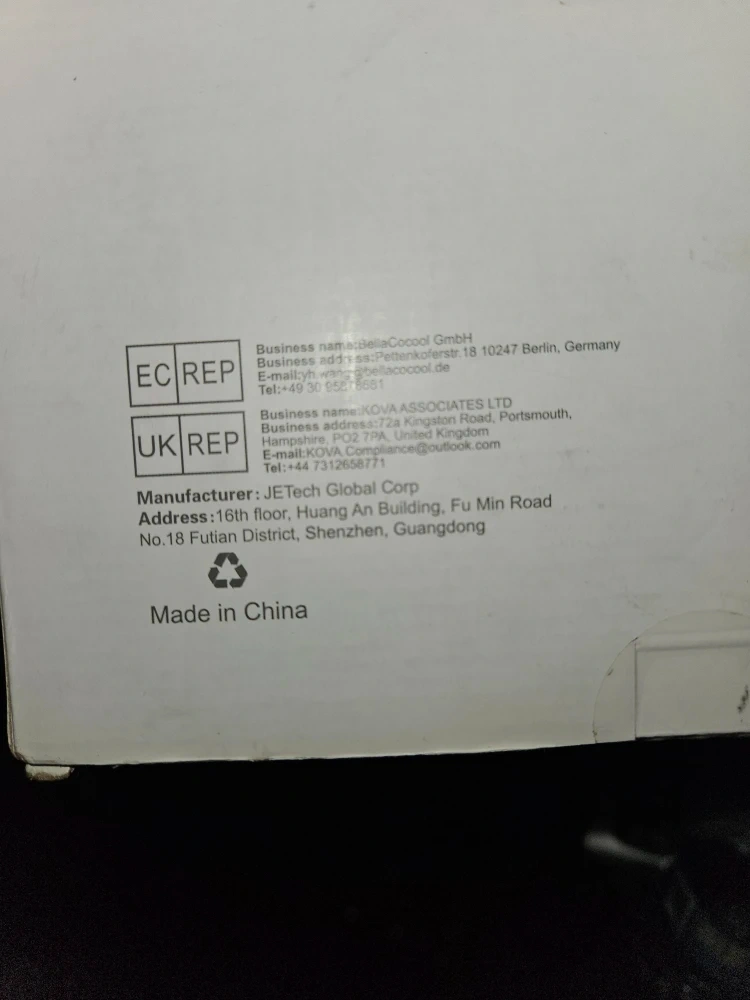 EC REP
Business name:BellaCocool GmbH
Business address:Pettenkoferstr.18 10247 Berlin, Germany
E-mail:
Tel:+49 30
UK REP
Business name:KOVA ASSOCIATES LTD
Business address:72a Kingston Road, Portsmouth,
Hampshire, PO2 7PA, United Kingdom
E-mail:KOVA.Compliance@outlook.com
Tel:+44 7312658771
Manufacturer: JETech Global Corp
Address:16th floor, Huang An Building, Fu Min Road
No.18 Futian District, Shenzhen, Guangdong
Made in China